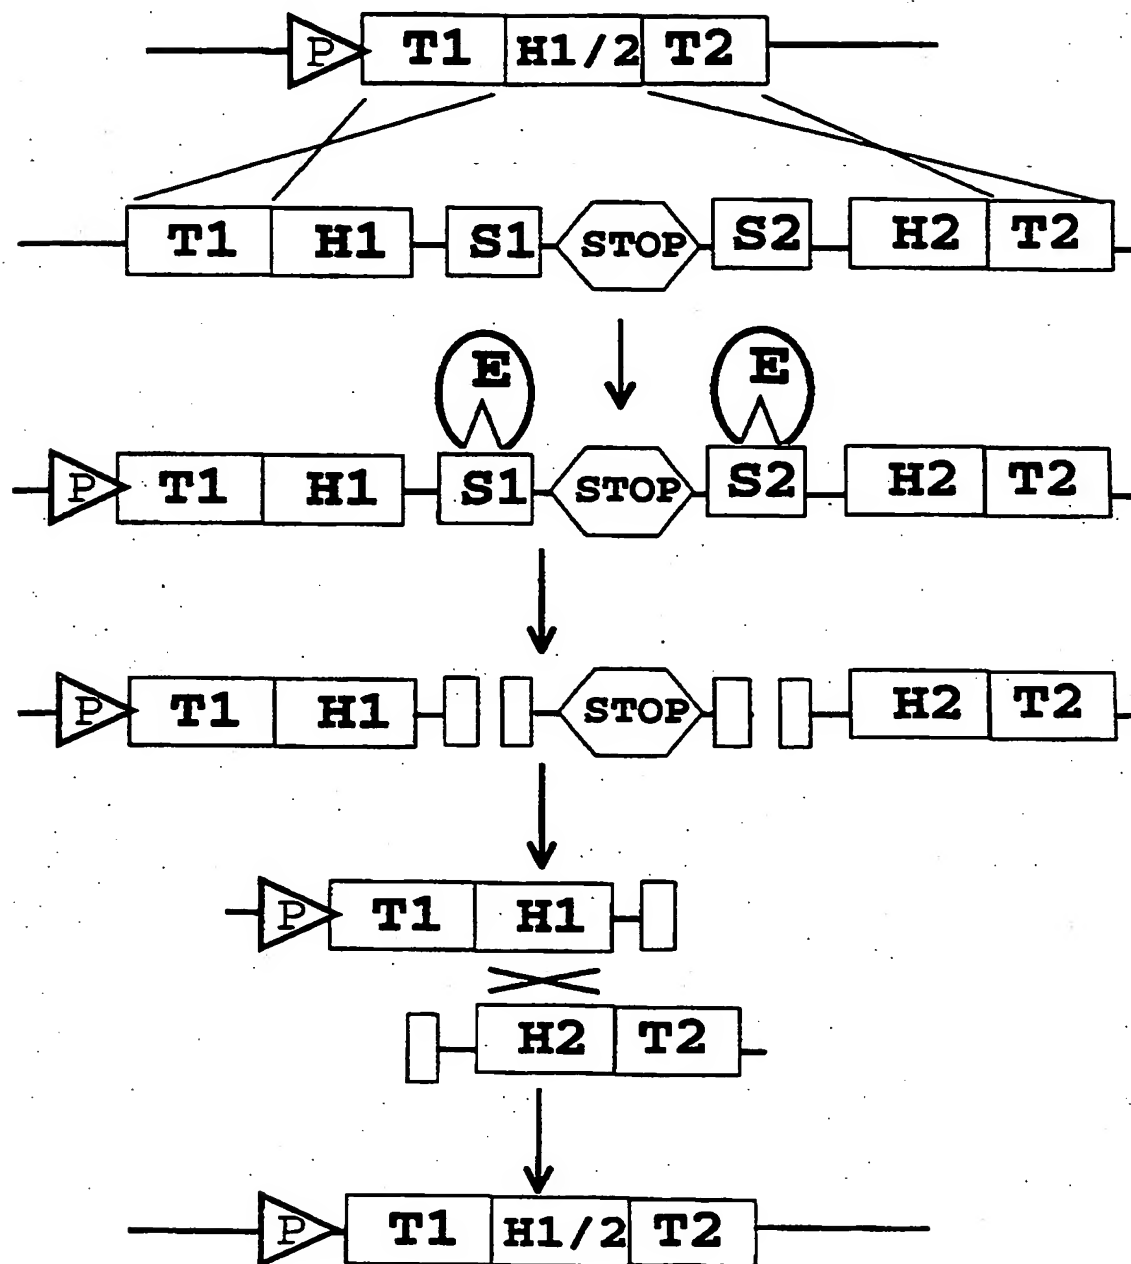 P T1 H1/2 T2
T1 H1 S1 STOP S2 H2 T2
E E
P T1 H1 S1 STOP S2 H2 T2
P T1 H1 STOP H2 T2
P T1 H1
H2 T2
P T1 H1/2 T2